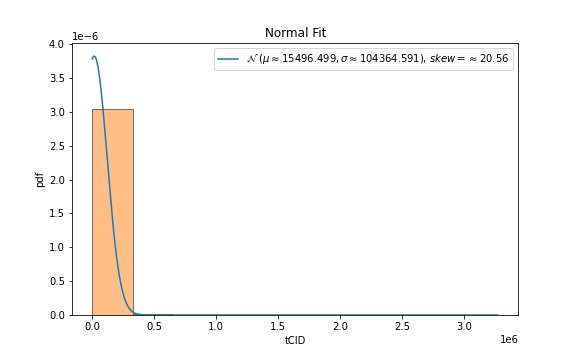 Normal Fit
1e−6
4.0
3.5
3.0
2.5
2.0
1.5
1.0
0.5
0.0
pdf
𝒩(μ ≈ 15496.499, σ ≈ 104364.591), skew = ≈ 20.56
0.0 0.5 1.0 1.5 2.0 2.5 3.0
1e6
tCID